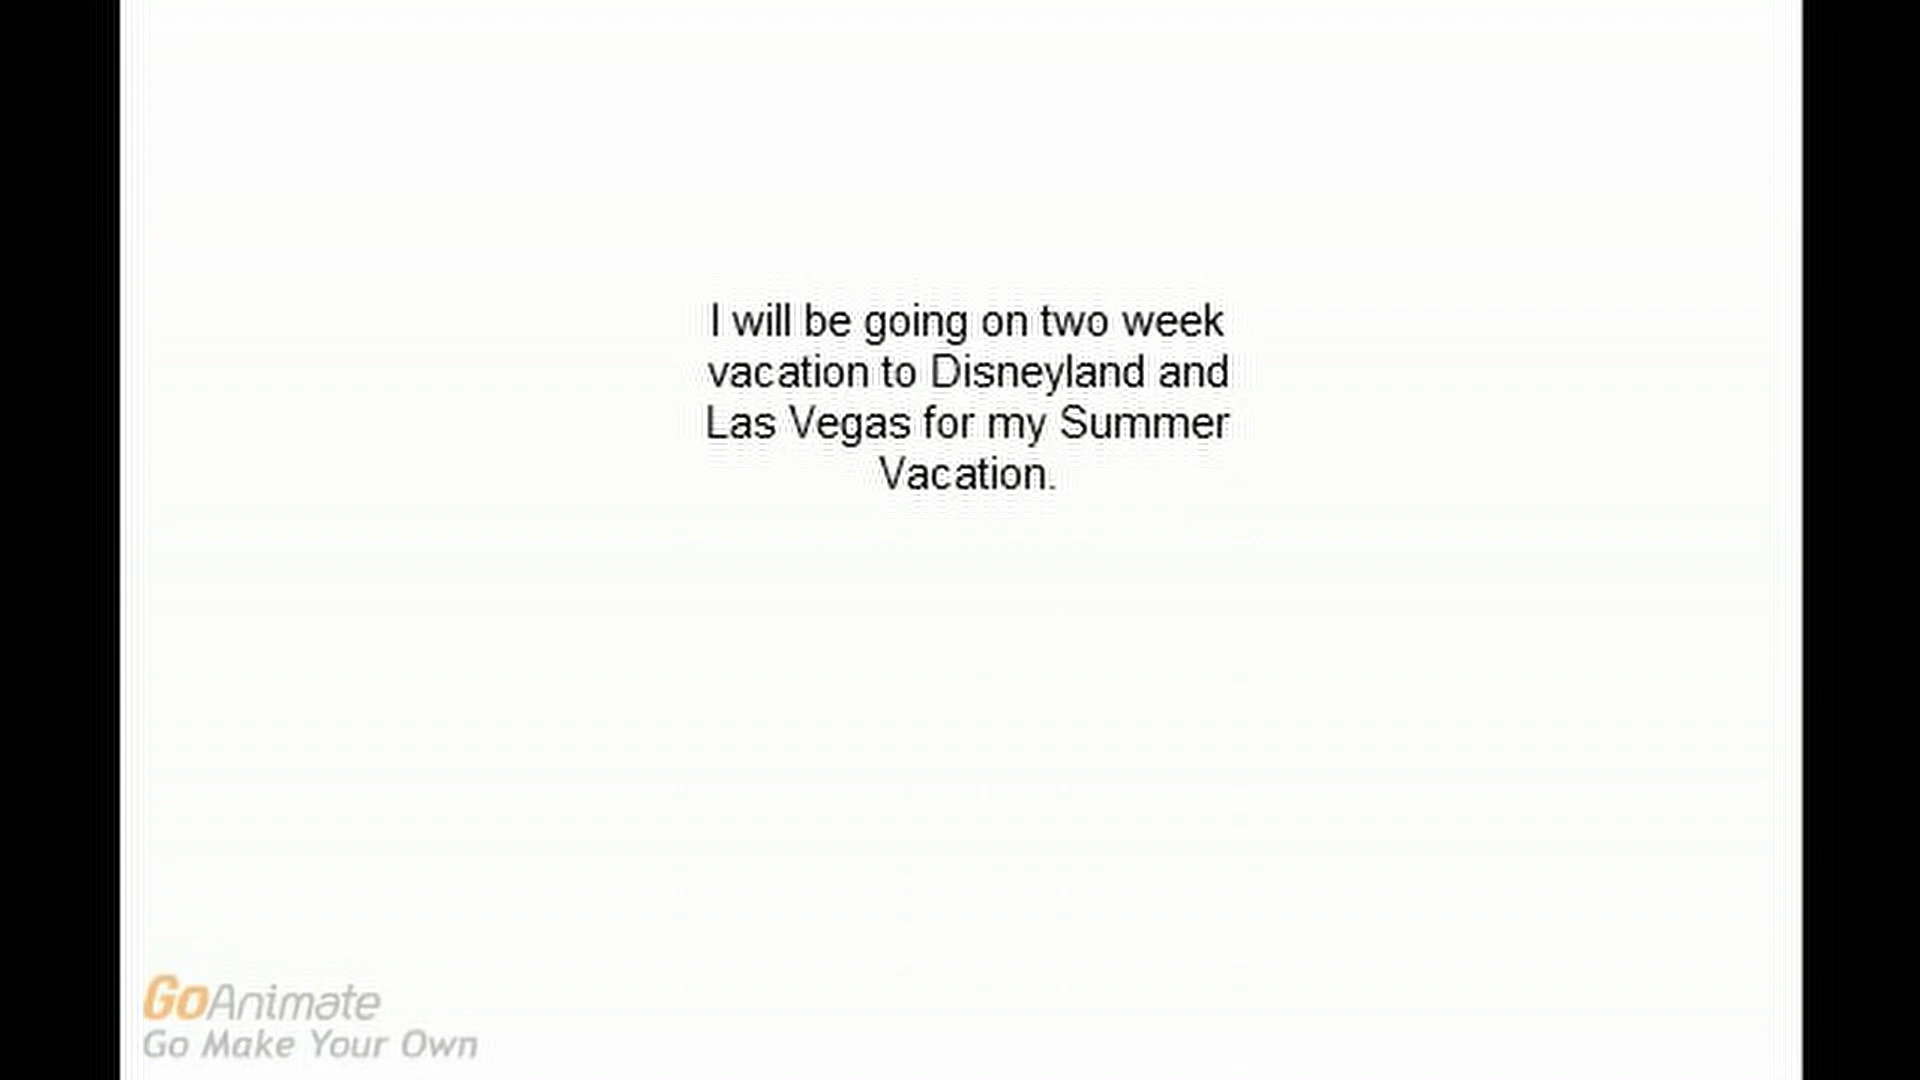 I will be going on two week
vacation to Disneyland and
Las Vegas for my Summer
Vacation.
GoAnimate
Go Make Your Own